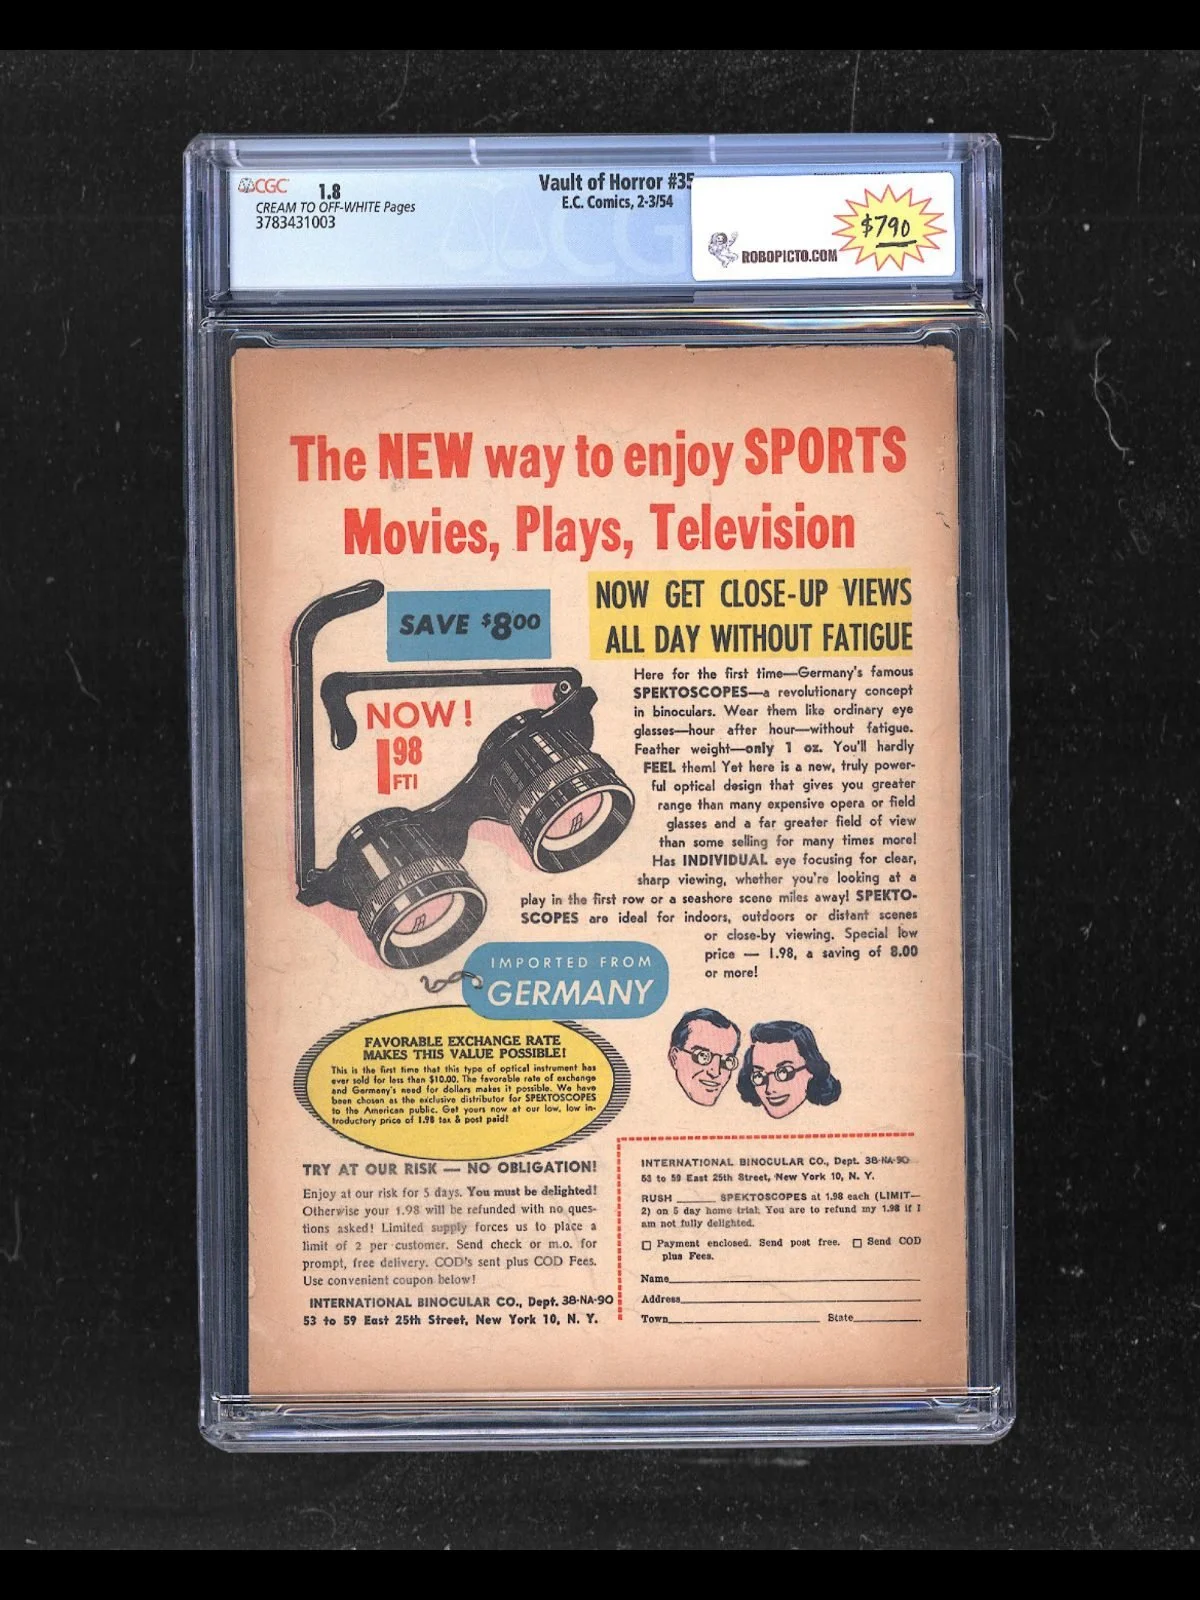 CGC 1.8
CREAM TO OFF-WHITE Pages
3783431003
Vault of Horror #35
E.C. Comics, 2-3/54
$790
ROBOPICTO.COM
The NEW way to enjoy SPORTS
Movies, Plays, Television
SAVE $8.00
NOW GET CLOSE-UP VIEWS
ALL DAY WITHOUT FATIGUE
NOW!
1.98
FTI
Here for the first time—Germany's famous
SPEKTOSCOPES—a revolutionary concept
in binoculars. Wear them like ordinary eye
glasses—hour after hour—without fatigue.
Feather weight—only 1 oz. You'll hardly
FEEL them! Yet here is a new, truly power-
ful optical design that gives you greater
range than many expensive opera or field
glasses and a far greater field of view
than some selling for many times more!
Has INDIVIDUAL eye focusing for clear,
sharp viewing, whether you're looking at a
play in the first row or a seashore scene miles away! SPEKTO-
SCOPES are ideal for indoors, outdoors or distant scenes
or close-by viewing. Special low
price — 1.98, a saving of 8.00
or more!
IMPORTED FROM
GERMANY
FAVORABLE EXCHANGE RATE
MAKES THIS VALUE POSSIBLE!
This is the first time that this type of optical instrument has
ever sold for less than $10.00. The favorable rate of exchange
and Germany's need for dollars makes it possible. We have
been chosen as the exclusive distributor for SPEKTOSCOPES
to the American public. Get yours now at our low, low in-
troductory price of 1.98 tax & post paid!
TRY AT OUR RISK — NO OBLIGATION!
Enjoy at our risk for 5 days. You must be delighted!
Otherwise your 1.98 will be refunded with no ques-
tions asked! Limited supply forces us to place a
limit of 2 per customer. Send check or m.o. for
prompt, free delivery. COD's sent plus COD Fees.
Use convenient coupon below!
INTERNATIONAL BINOCULAR CO., Dept. 38-NA-90
53 to 59 East 25th Street, New York 10, N. Y.
INTERNATIONAL BINOCULAR CO., Dept. 38-NA-90
53 to 59 East 25th Street, New York 10, N. Y.
RUSH ______ SPEKTOSCOPES at 1.98 each (LIMIT—
2) on 5 day home trial. You are to refund my 1.98 if I
am not fully delighted.
□ Payment enclosed. Send post free. □ Send COD
plus Fees.
Name
Address
Town State